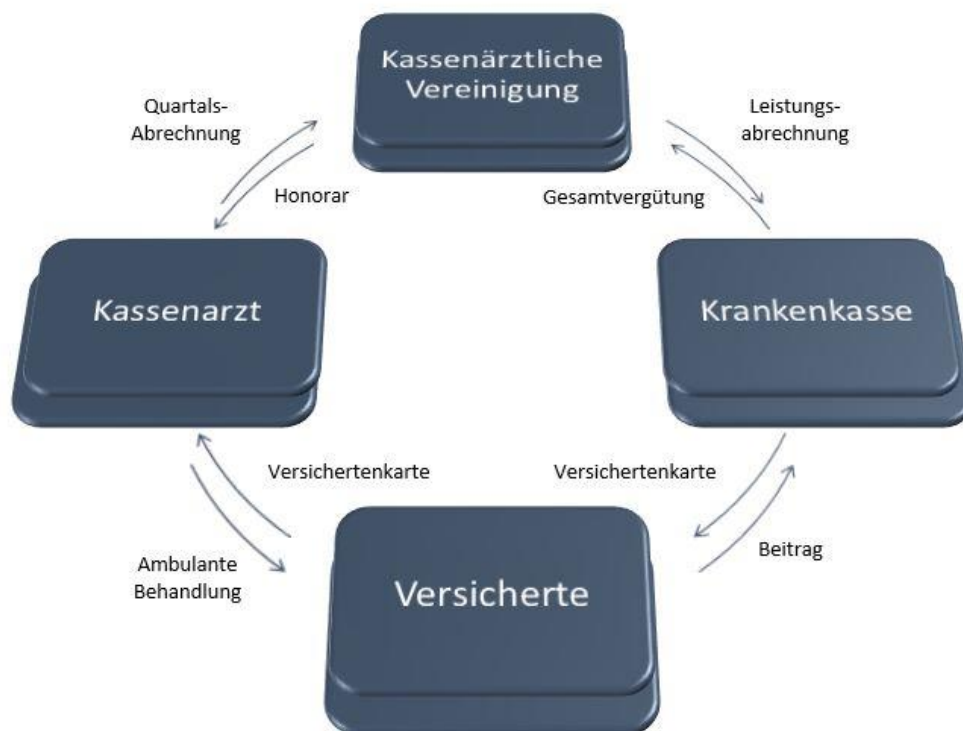 Kassenärztliche
Vereinigung
Quartals-
Abrechnung
Leistungs-
abrechnung
Honorar
Gesamtvergütung
Kassenarzt
Krankenkasse
Versichertenkarte
Versichertenkarte
Ambulante
Behandlung
Beitrag
Versicherte